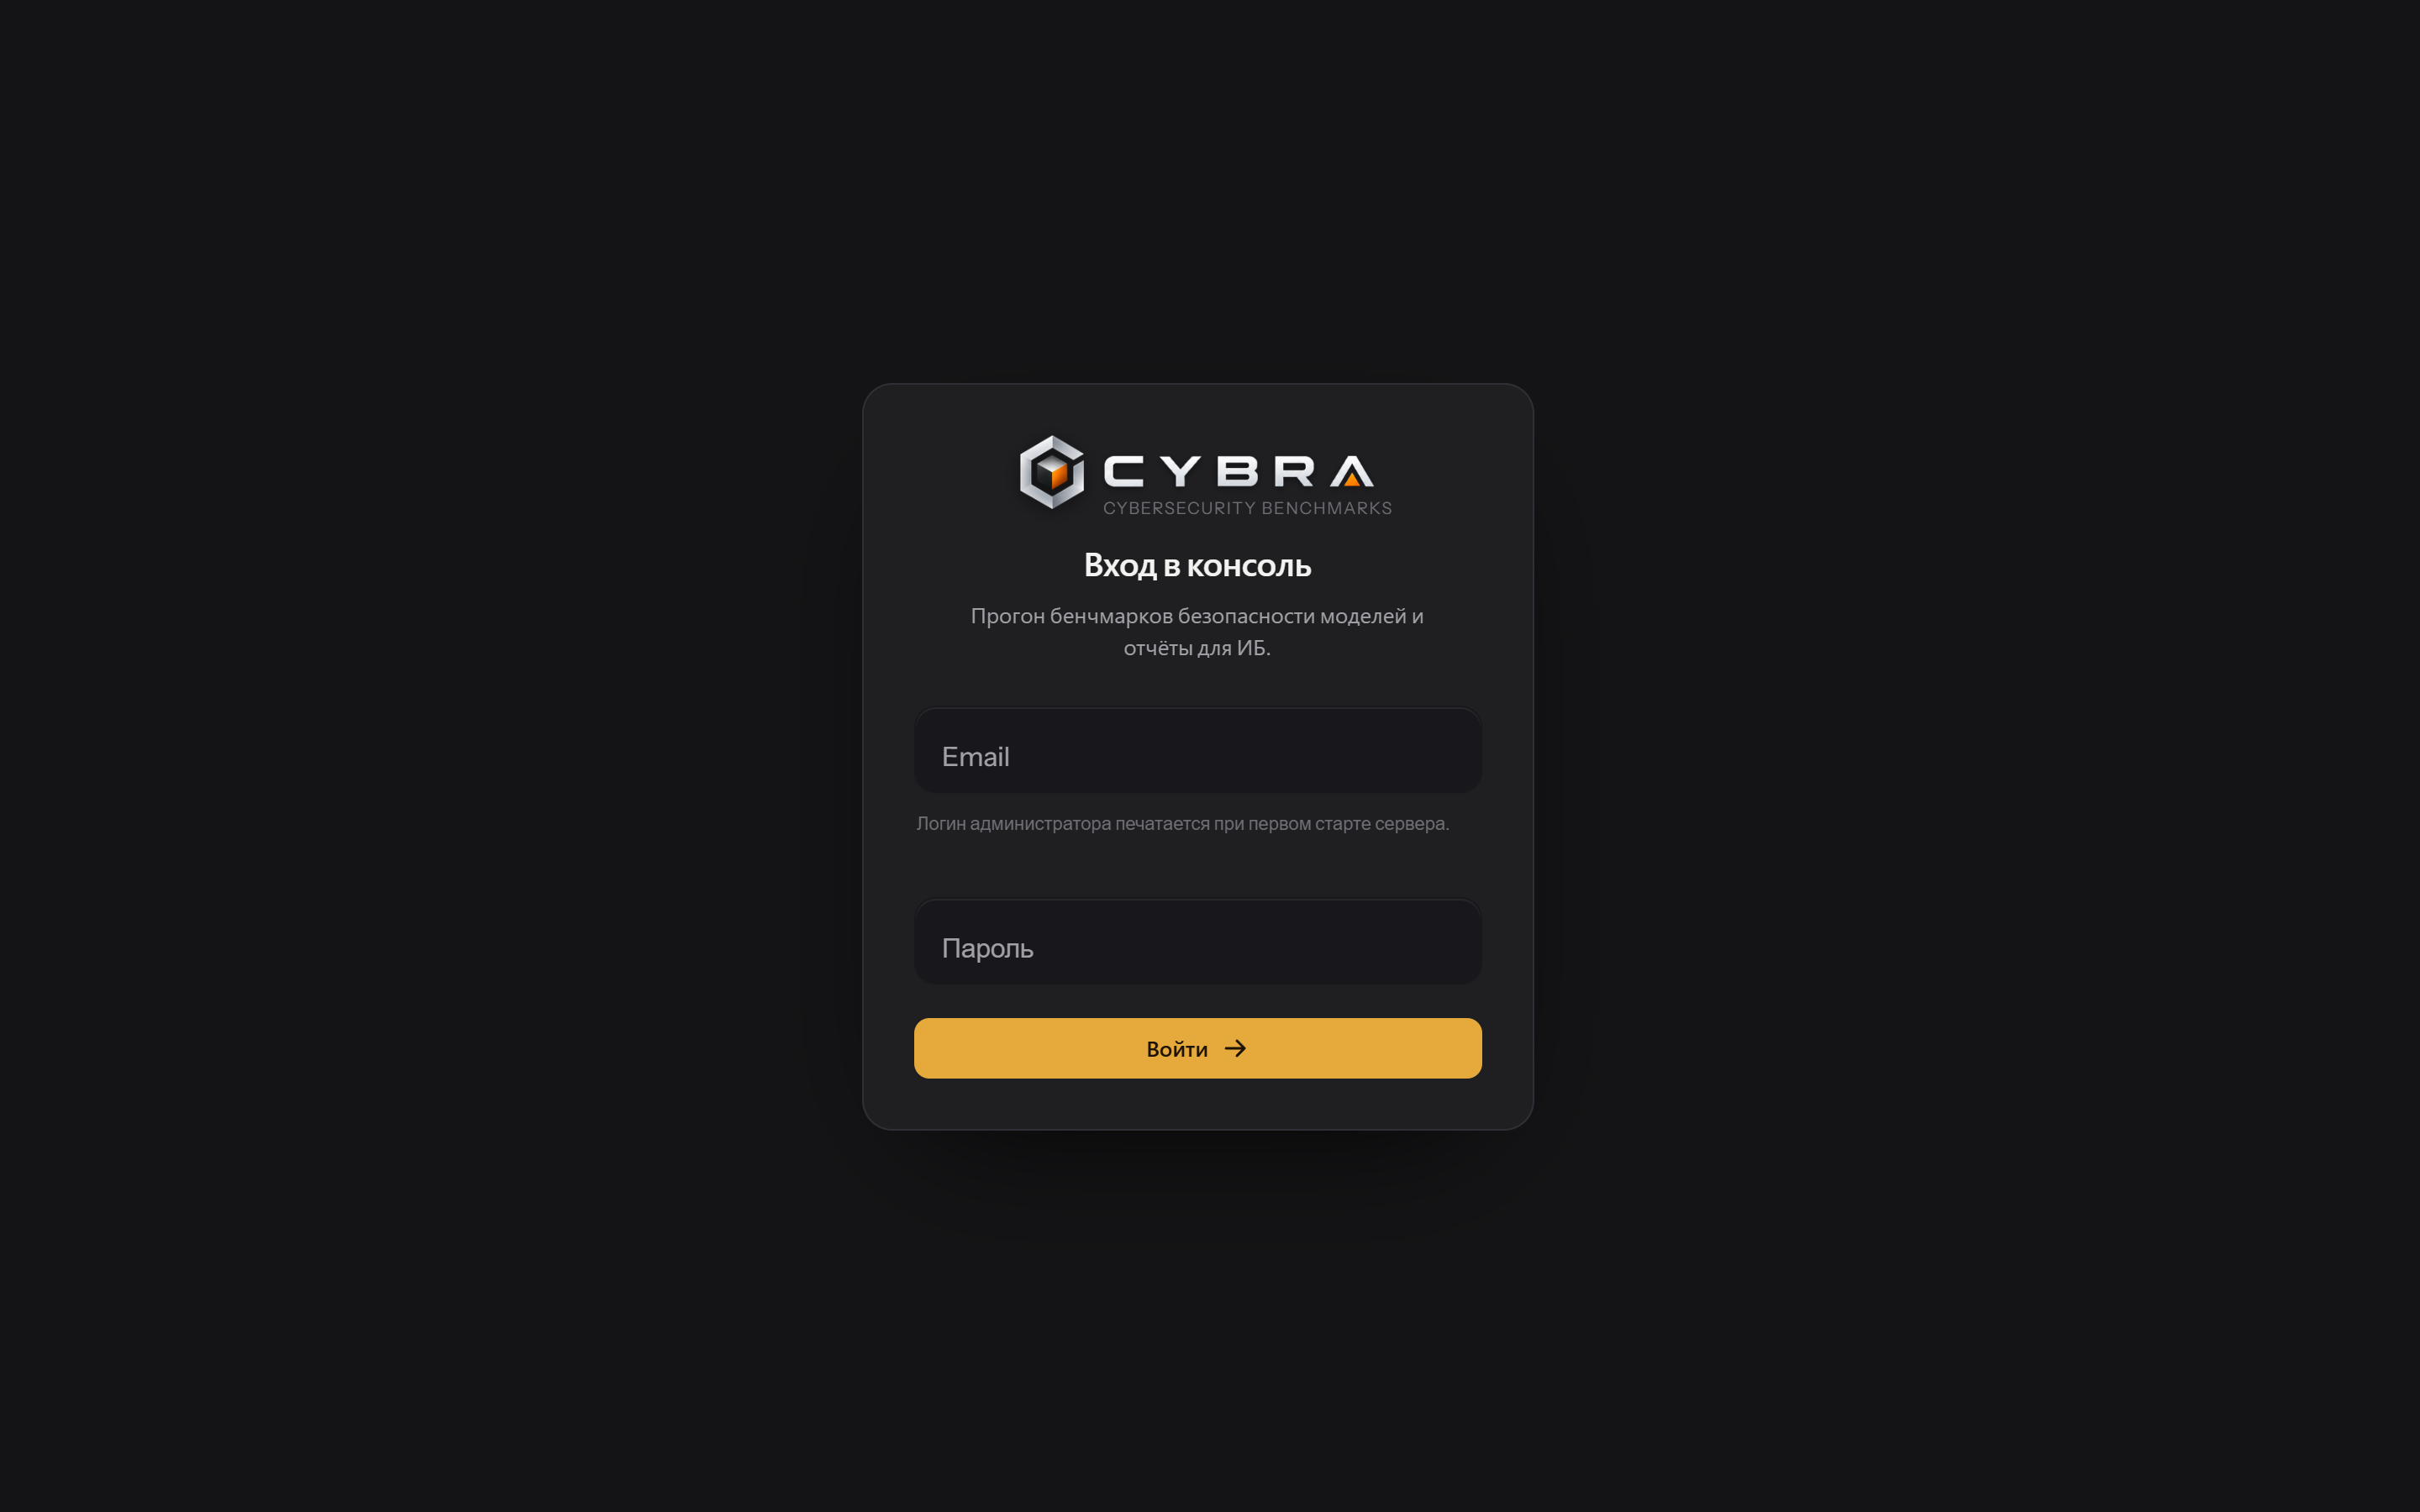 CYBRA
CYBERSECURITY BENCHMARKS
Вход в консоль
Прогон бенчмарков безопасности моделей и
отчёты для ИБ.
Email
Логин администратора печатается при первом старте сервера.
Пароль
Войти →